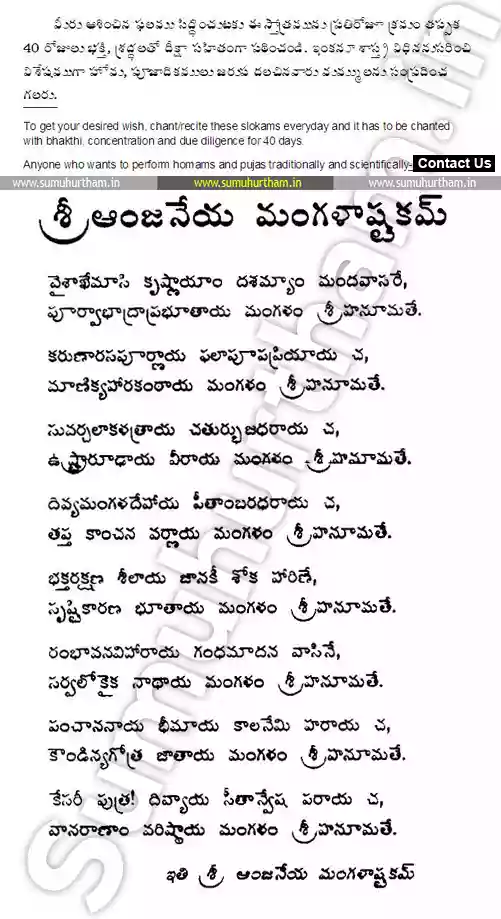 మీరు ఆశించిన ఫలము సిద్ధించుటకు ఈ స్తోత్రమును ప్రతిరోజూ క్రమం తప్పక
40 రోజులు భక్తి, శ్రద్ధలతో దీక్షా సహితంగా పఠించండి. ఇంకనూ శాస్త్ర విధిననుసరించి
విశేషముగా హోమ, పూజాదికములు జరుప దలచినవారు మమ్ములను సంప్రదించ
గలరు.
To get your desired wish, chant/recite these slokams everyday and it has to be chanted
with bhakthi, concentration and due diligence for 40 days.
Anyone who wants to perform homams and pujas traditionally and scientifically- Contact Us
www.sumuhurtham.in www.sumuhurtham.in www.sumuhurtham.in
శ్రీ ఆంజనేయ మంగళాష్టకమ్
వైశాఖేమాసి కృష్ణాయాం దశమ్యాం మందవాసరే,
పూర్వాభాద్రాప్రభూతాయ మంగళం శ్రీహనూమతే.
కరుణారసపూర్ణాయ ఫలాపూపప్రియాయ చ,
మాణిక్యహారకంఠాయ మంగళం శ్రీహనూమతే.
సువర్చలాకళత్రాయ చతుర్భుజధరాయ చ,
ఉష్ట్రారూఢాయ వీరాయ మంగళం శ్రీహనూమతే.
దివ్యమంగళదేహాయ పీతాంబరధరాయ చ,
తప్త కాంచన వర్ణాయ మంగళం శ్రీహనూమతే.
భక్తరక్షణ శీలాయ జానకీ శోక హారిణే,
సృష్టికారణ భూతాయ మంగళం శ్రీహనూమతే.
రంభావనవిహారాయ గంధమాదన వాసినే,
సర్వలోకైక నాథాయ మంగళం శ్రీహనూమతే.
పంచాననాయ భీమాయ కాలనేమి హరాయ చ,
కౌండిన్యగోత్ర జాతాయ మంగళం శ్రీహనూమతే.
కేసరీ పుత్ర! దివ్యాయ సీతాన్వేష పరాయ చ,
వానరాణాం వరిష్ఠాయ మంగళం శ్రీహనూమతే.
ఇతి శ్రీ ఆంజనేయ మంగళాష్టకమ్
Sumuhurtham.in